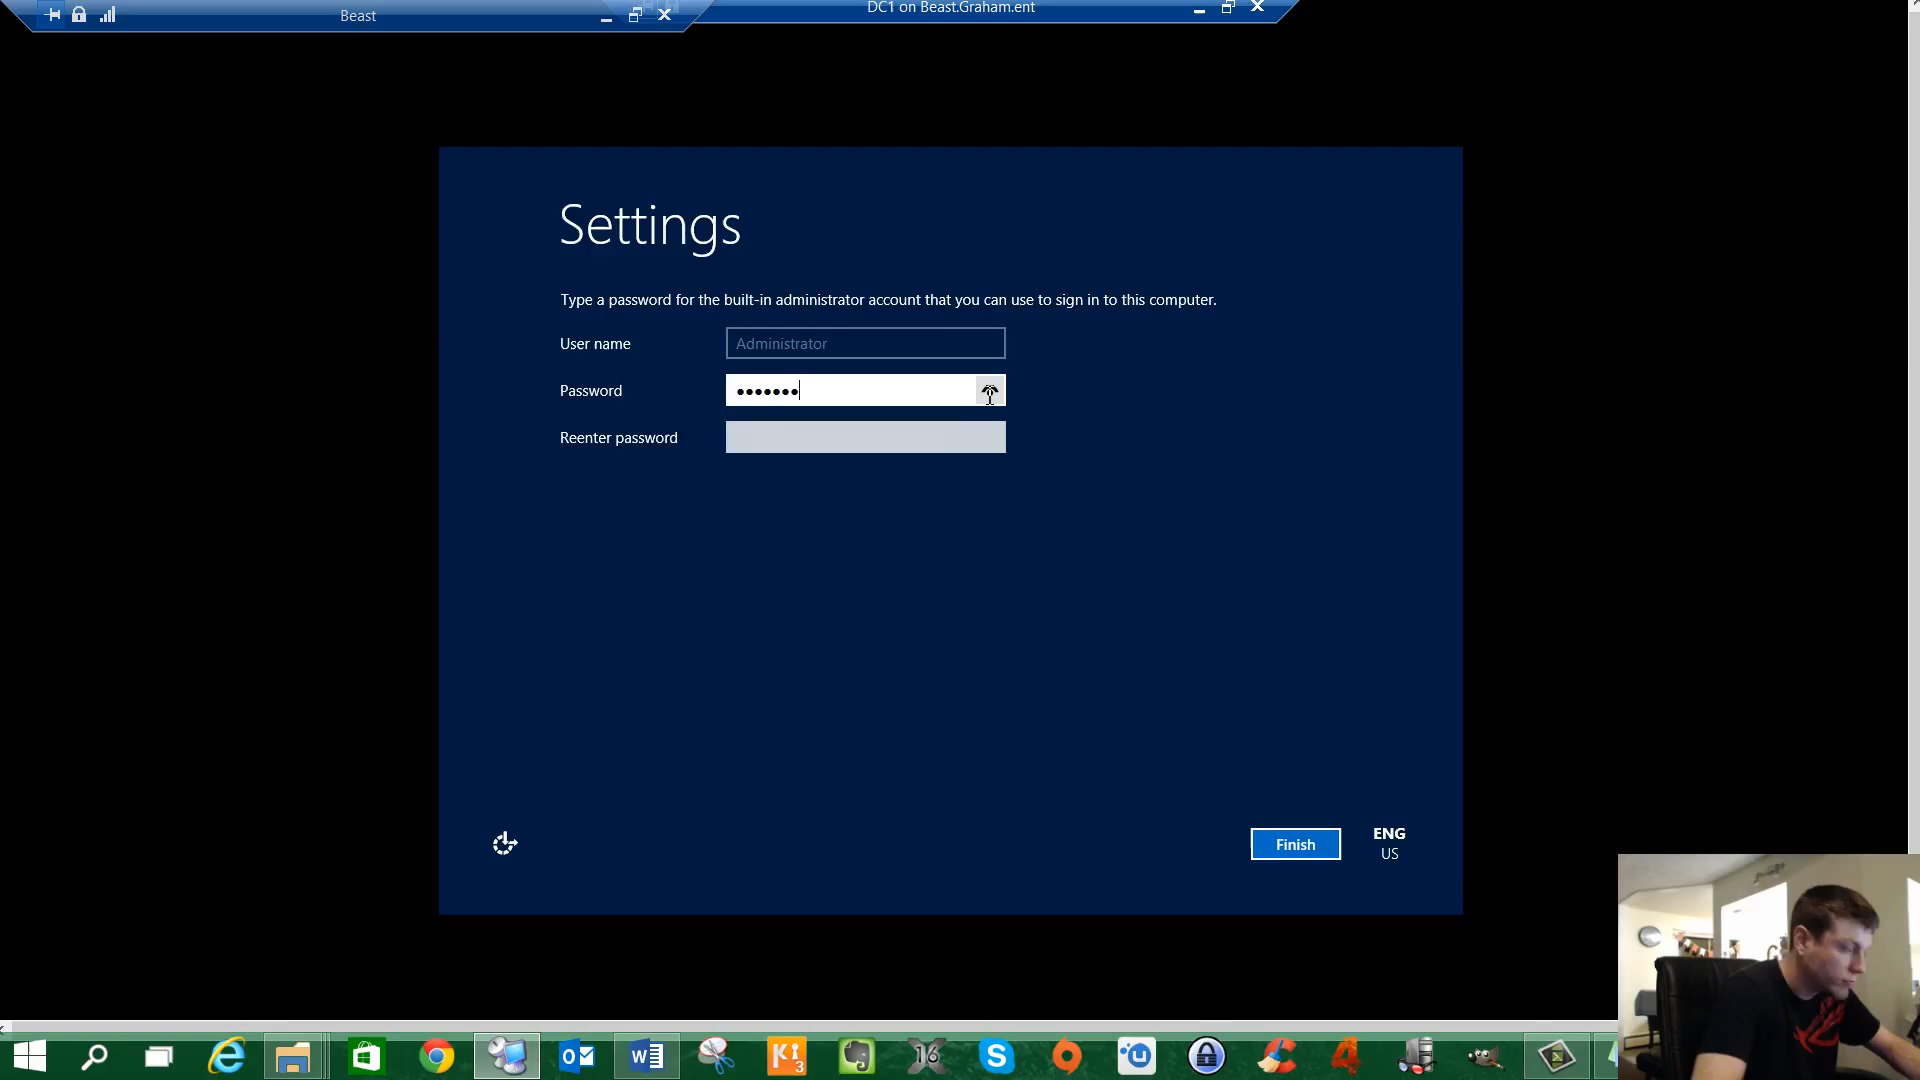 Beast
DC1 on Beast.Graham.ent
Settings
Type a password for the built-in administrator account that you can use to sign in to this computer.
User name
Administrator
Password
Reenter password
Finish
ENG
US